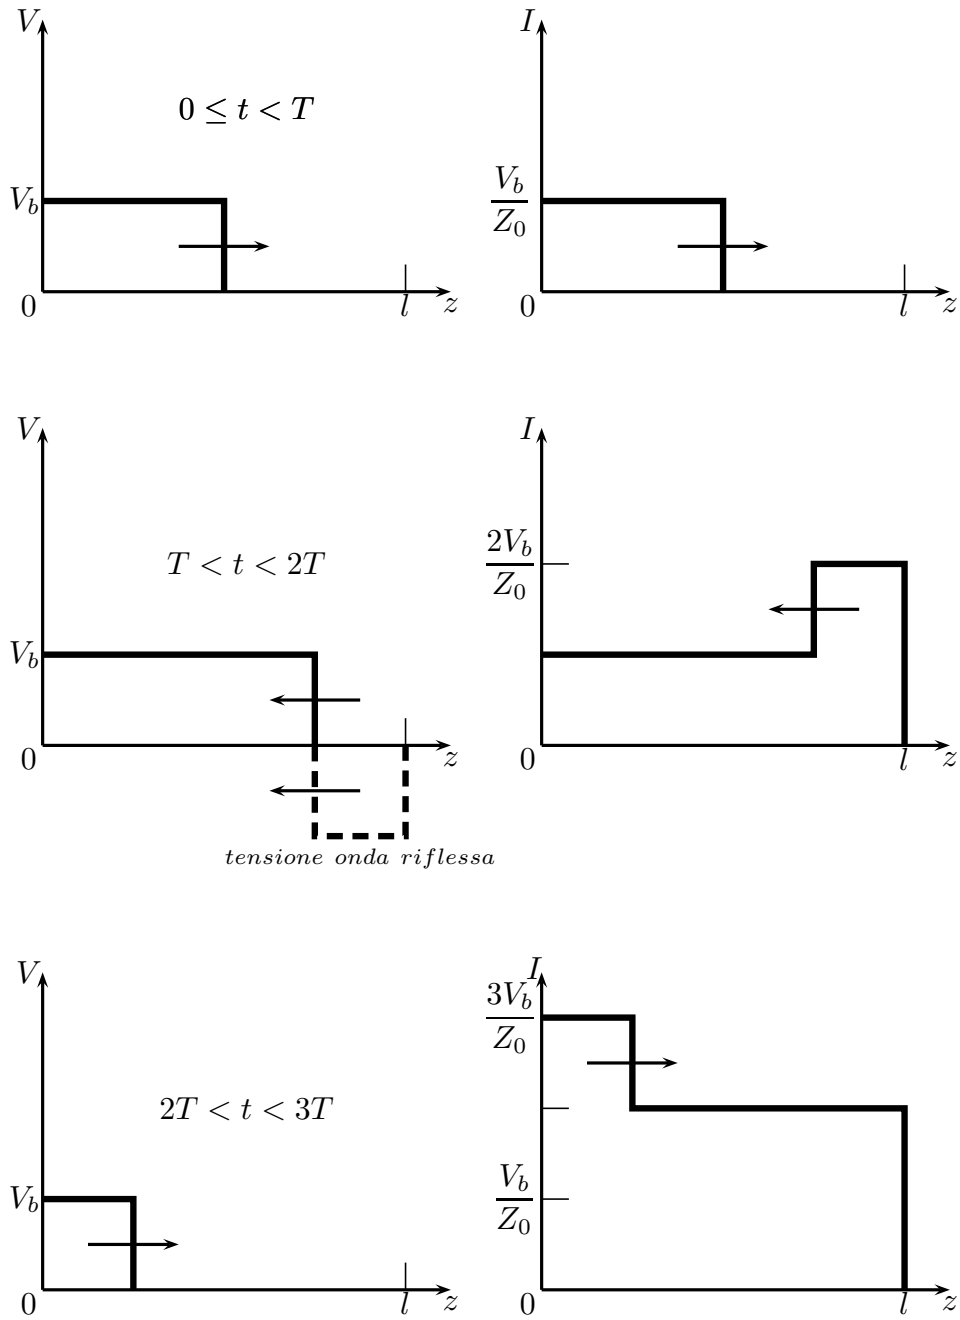 V
0 ≤ t < T
V_b
0
l
z
I
V_b
Z_0
0
l
z
V
T < t < 2T
V_b
0
z
tensione onda riflessa
I
2V_b
Z_0
0
l
z
V
2T < t < 3T
V_b
0
l
z
I
3V_b
Z_0
V_b
Z_0
0
l
z